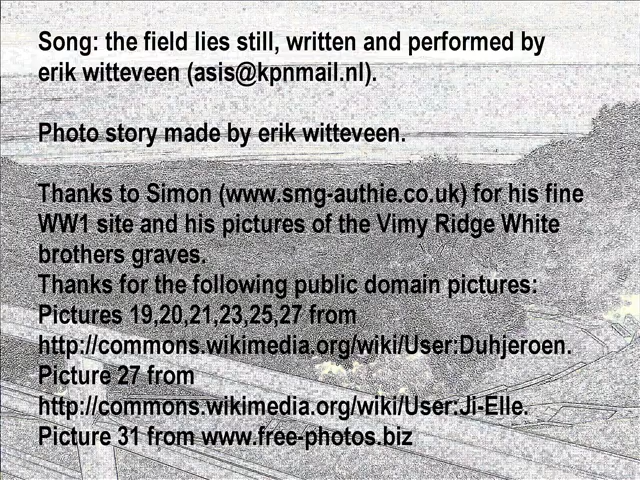 Song: the field lies still, written and performed by
erik witteveen (asis@kpnmail.nl).
Photo story made by erik witteveen.
Thanks to Simon (www.smg-authie.co.uk) for his fine
WW1 site and his pictures of the Vimy Ridge White
brothers graves.
Thanks for the following public domain pictures:
Pictures 19,20,21,23,25,27 from
http://commons.wikimedia.org/wiki/User:Duhjeroen.
Picture 27 from
http://commons.wikimedia.org/wiki/User:Ji-Elle.
Picture 31 from www.free-photos.biz